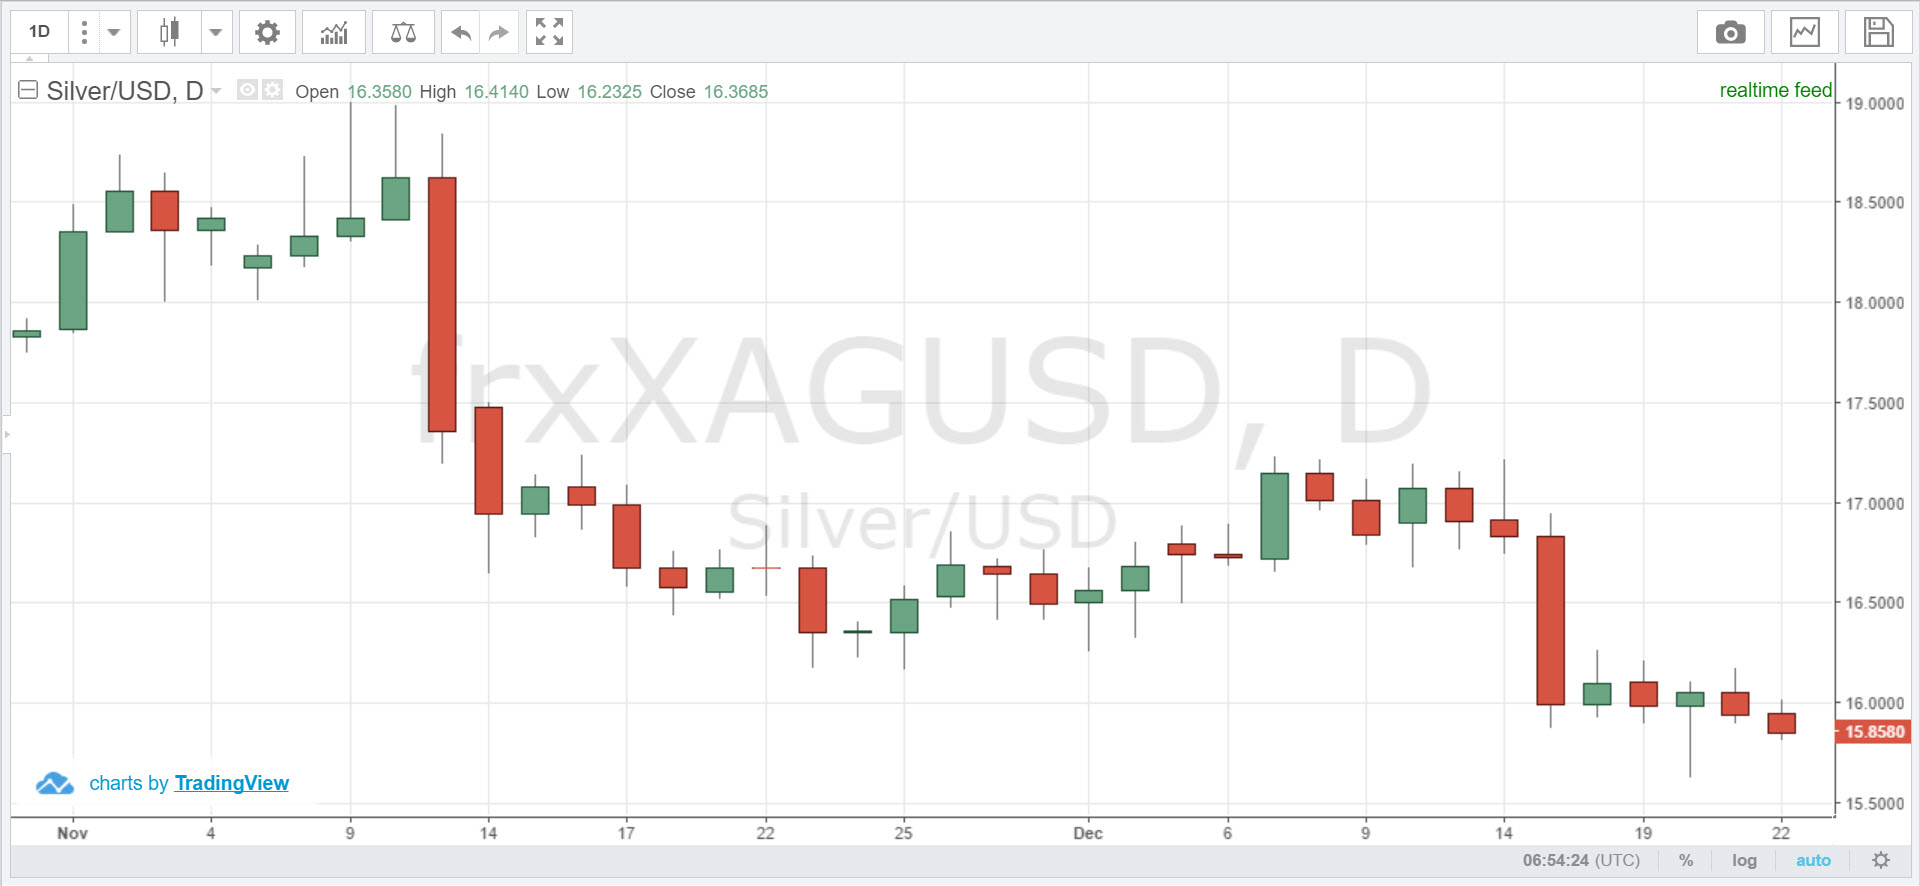 1D
Silver/USD, D Open 16.3580 High 16.4140 Low 16.2325 Close 16.3685
realtime feed
19.0000
18.5000
18.0000
17.5000
frxXAGUSD, D
17.0000
Silver/USD
16.5000
16.0000
15.8580
charts by TradingView
15.5000
Nov 4 9 14 17 22 25 Dec 6 9 14 19 22
06:54:24 (UTC) % log auto